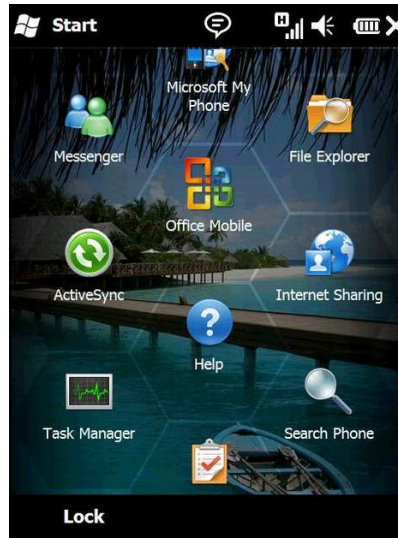 Start
H
Microsoft My
Phone
Messenger
File Explorer
Office Mobile
ActiveSync
Internet Sharing
?
Help
Task Manager
Search Phone
Lock